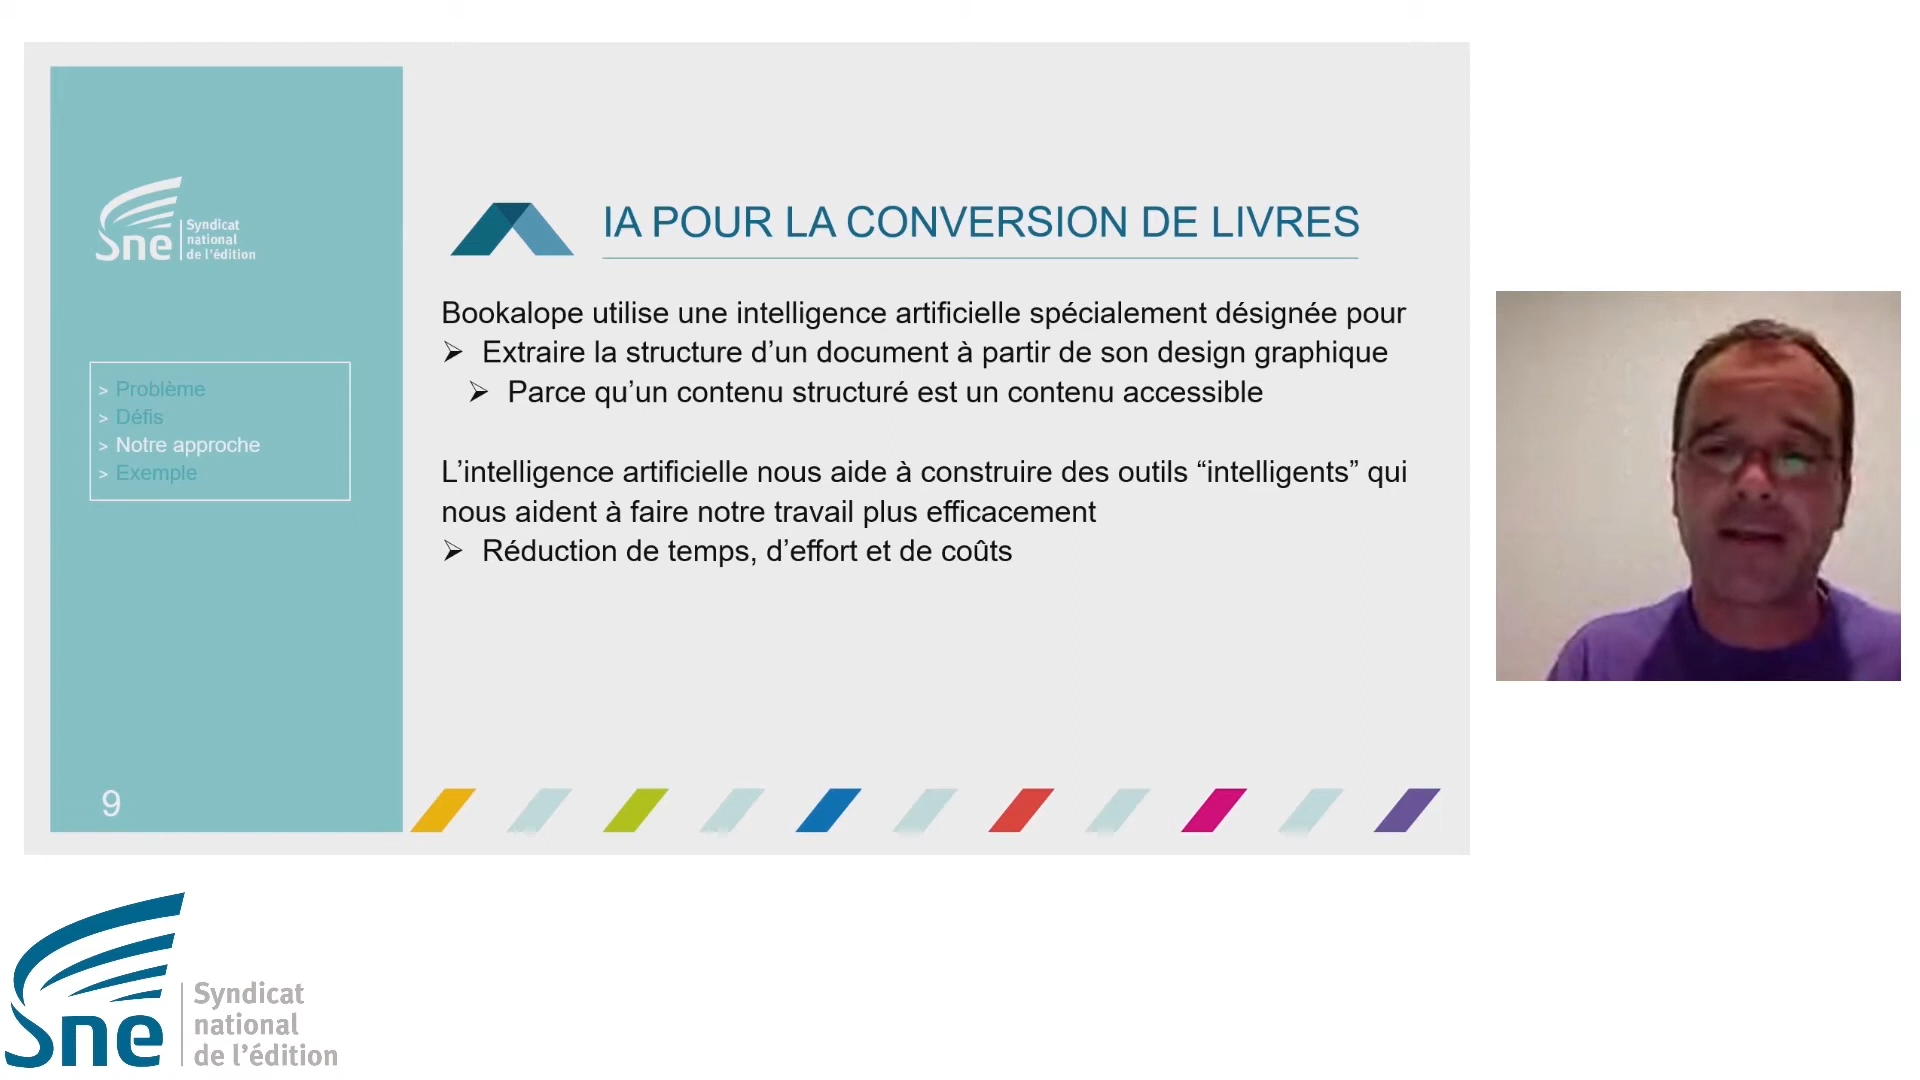 Sne
Syndicat
national
de l’édition
> Problème
> Défis
> Notre approche
> Exemple
9
IA POUR LA CONVERSION DE LIVRES
Bookalope utilise une intelligence artificielle spécialement désignée pour
➢ Extraire la structure d’un document à partir de son design graphique
➢ Parce qu’un contenu structuré est un contenu accessible
L’intelligence artificielle nous aide à construire des outils “intelligents” qui
nous aident à faire notre travail plus efficacement
➢ Réduction de temps, d’effort et de coûts
Sne
Syndicat
national
de l’édition